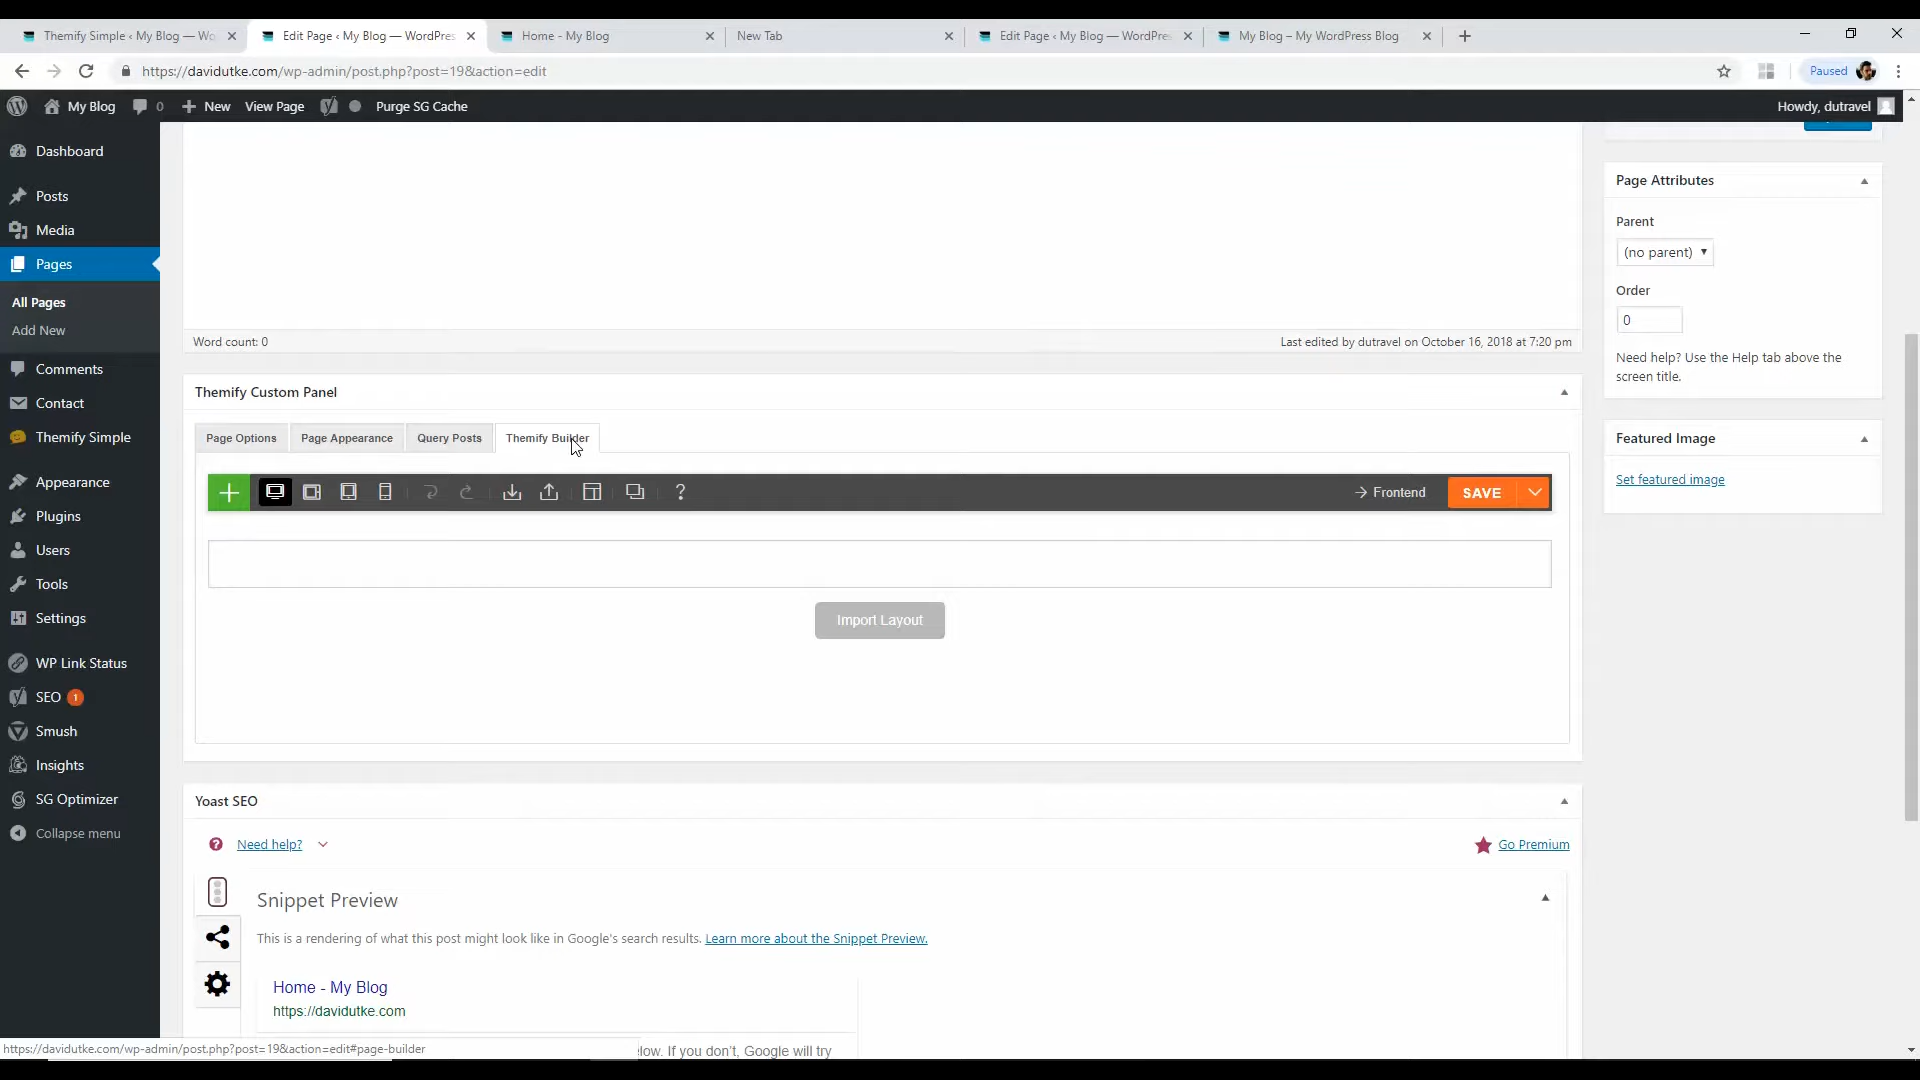 Themify Simple ‹ My Blog — Wo
Edit Page ‹ My Blog — WordPres
Home - My Blog
New Tab
Edit Page ‹ My Blog — WordPres
My Blog – My WordPress Blog
https://davidutke.com/wp-admin/post.php?post=19&action=edit
Paused
My Blog
0
New
View Page
Purge SG Cache
Howdy, dutravel
Dashboard
Posts
Media
Pages
All Pages
Add New
Comments
Contact
Themify Simple
Appearance
Plugins
Users
Tools
Settings
WP Link Status
SEO 1
Smush
Insights
SG Optimizer
Collapse menu
Word count: 0
Last edited by dutravel on October 16, 2018 at 7:20 pm
Themify Custom Panel
Page Options
Page Appearance
Query Posts
Themify Builder
?
Frontend
SAVE
Import Layout
Yoast SEO
Need help?
Go Premium
Snippet Preview
This is a rendering of what this post might look like in Google's search results. Learn more about the Snippet Preview.
Home - My Blog
https://davidutke.com
low. If you don't, Google will try
Page Attributes
Parent
(no parent)
Order
0
Need help? Use the Help tab above the
screen title.
Featured Image
Set featured image
https://davidutke.com/wp-admin/post.php?post=19&action=edit#page-builder